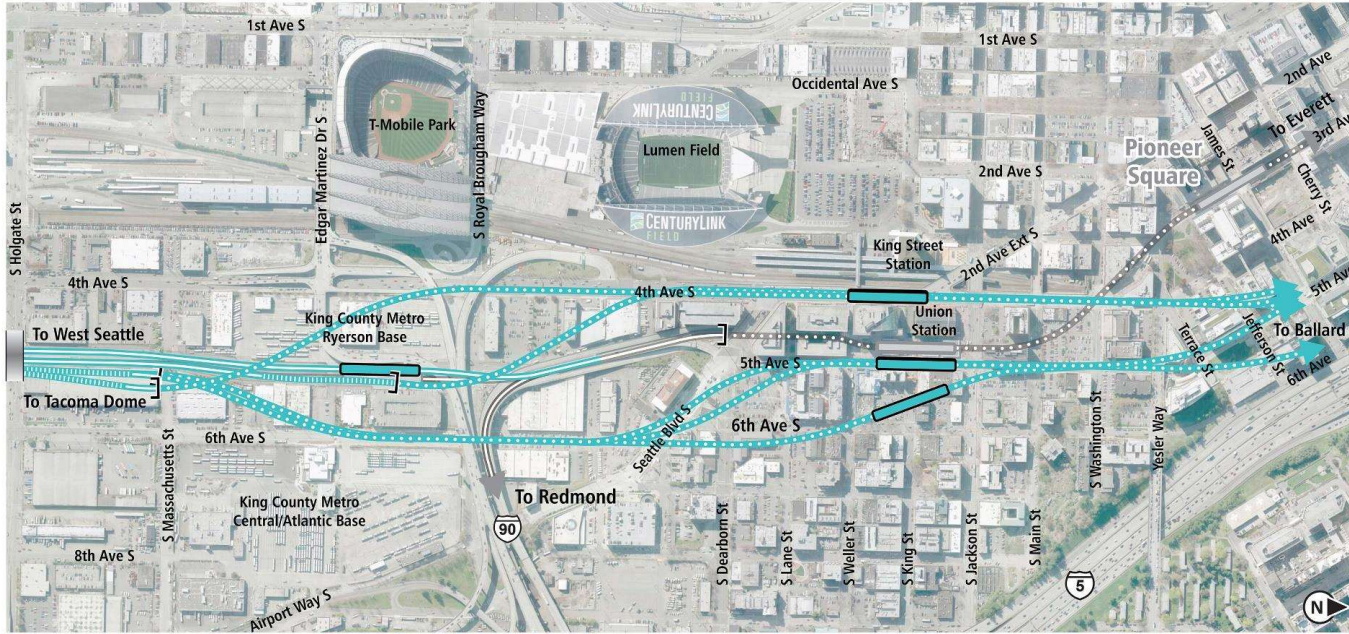 1st Ave S
1st Ave S
2nd Ave
Occidental Ave S
CENTURYLINK
FIELD
To Everett
3rd Av
T-Mobile Park
James St
Lumen Field
Pioneer
Square
Edgar Martinez Dr S
S Royal Brougham Way
2nd Ave S
Cherry St
S Holgate St
CENTURYLINK
FIELD
4th Ave
King Street
Station
2nd Ave Ext S
4th Ave S
4th Ave S
5th Ave
King County Metro
Ryerson Base
Union
Station
To West Seattle
To Ballard
Jefferson St
Terrace St
5th Ave S
6th Ave
To Tacoma Dome
6th Ave S
6th Ave S
Seattle Blvd S
S Massachusetts St
S Washington St
Yesler Way
To Redmond
King County Metro
Central/Atlantic Base
90
8th Ave S
S Dearborn St
S Lane St
S Weller St
S King St
S Jackson St
S Main St
5
Airport Way S
N